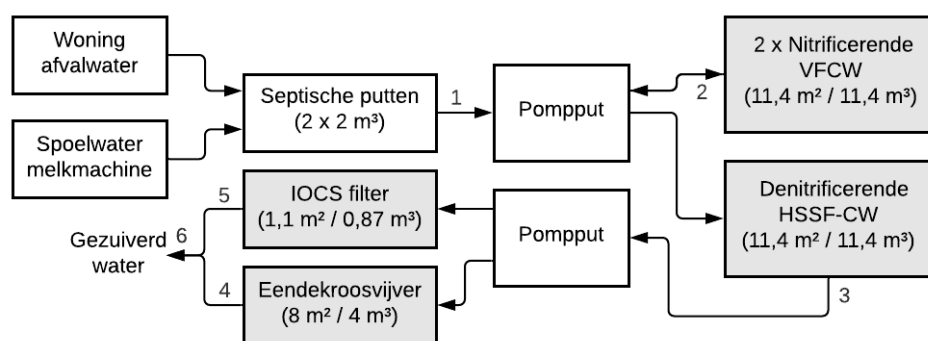 Woning
afvalwater
Spoelwater
melkmachine
Septische putten
(2 x 2 m³)
1
Pompput
2
2 x Nitrificerende
VFCW
(11,4 m² / 11,4 m³)
Denitrificerende
HSSF-CW
(11,4 m² / 11,4 m³)
3
Pompput
IOCS filter
(1,1 m² / 0,87 m³)
5
Eendekroosvijver
(8 m² / 4 m³)
4
6
Gezuiverd
water